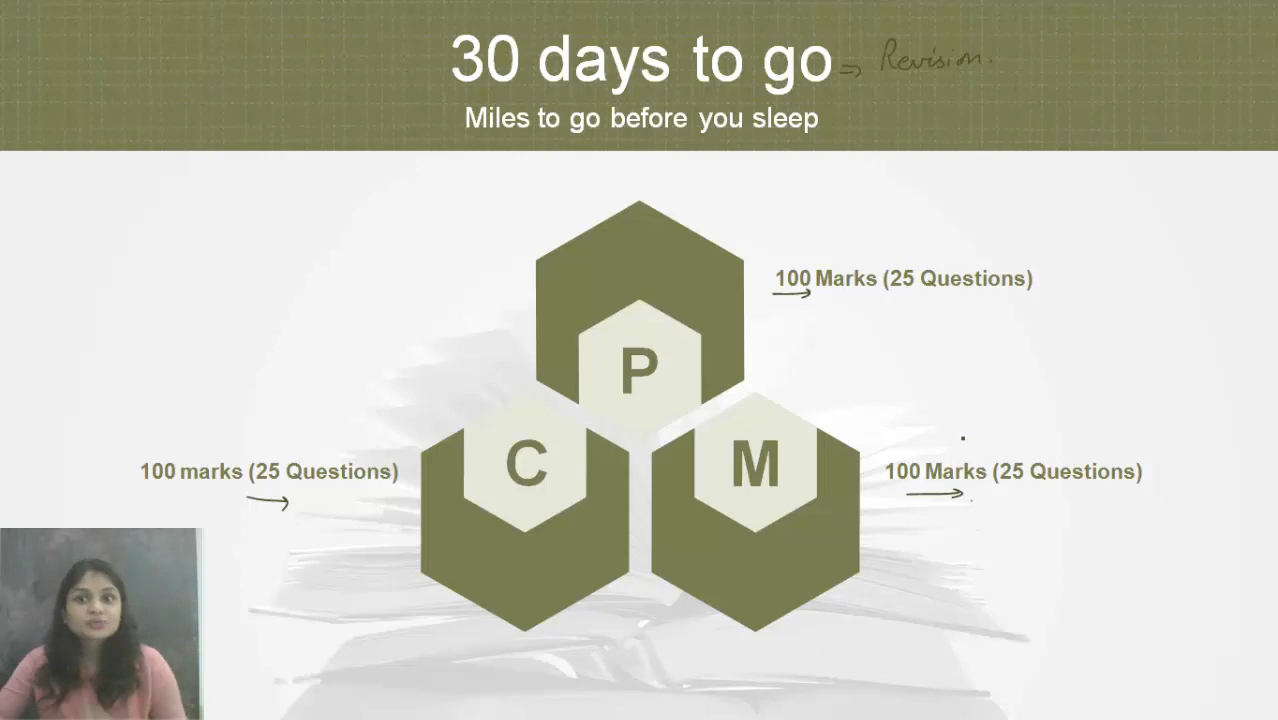 30 days to go ⇒ Revision.
Miles to go before you sleep
100 Marks (25 Questions)
P
C
M
100 marks (25 Questions)
100 Marks (25 Questions)